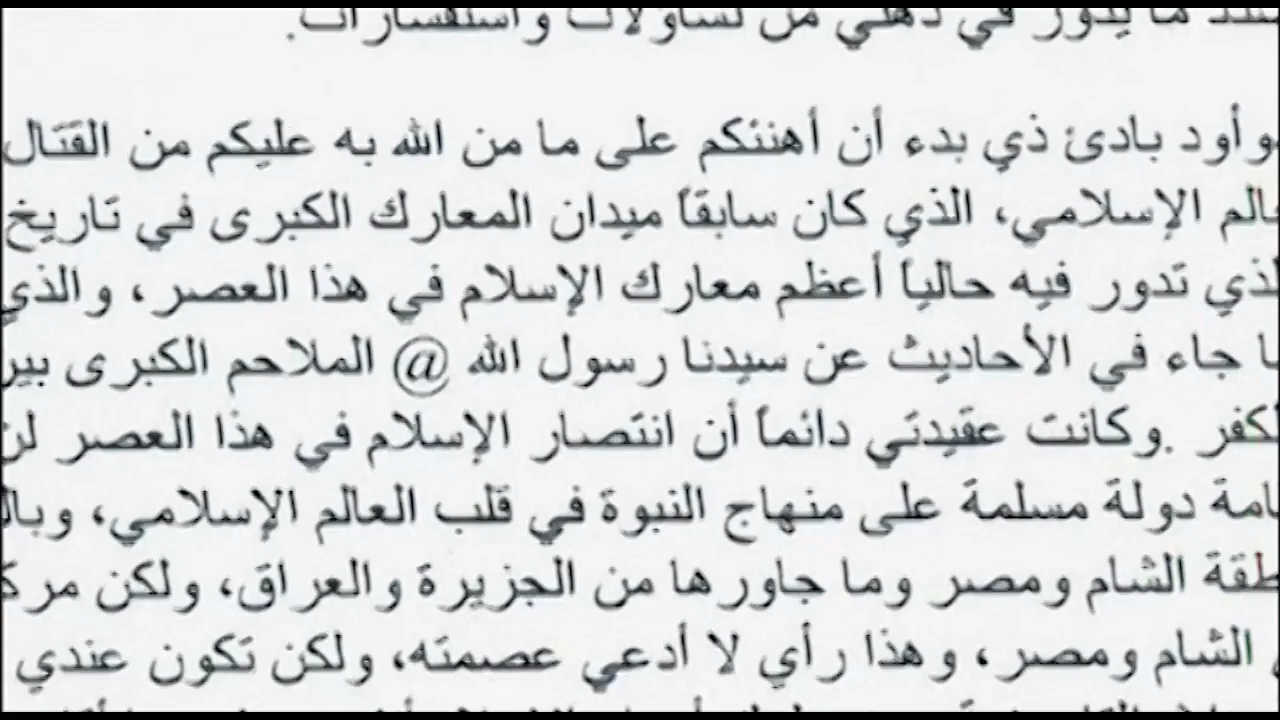 ما يدور في ذهني من تساؤلات واستفسارات.
وأود بادئ ذي بدء أن أهنئكم على ما من الله به عليكم من القتال
الإسلامي، الذي كان سابقاً ميدان المعارك الكبرى في تاريخ
تدور فيه حالياً أعظم معارك الإسلام في هذا العصر، والذي
جاء في الأحاديث عن سيدنا رسول الله @ الملاحم الكبرى بين
وكانت عقيدتي دائماً أن انتصار الإسلام في هذا العصر لن
دولة مسلمة على منهاج النبوة في قلب العالم الإسلامي،
الشام ومصر وما جاورها من الجزيرة والعراق، ولكن
الشام ومصر، وهذا رأي لا أدعي عصمته، ولكن تكون عندي